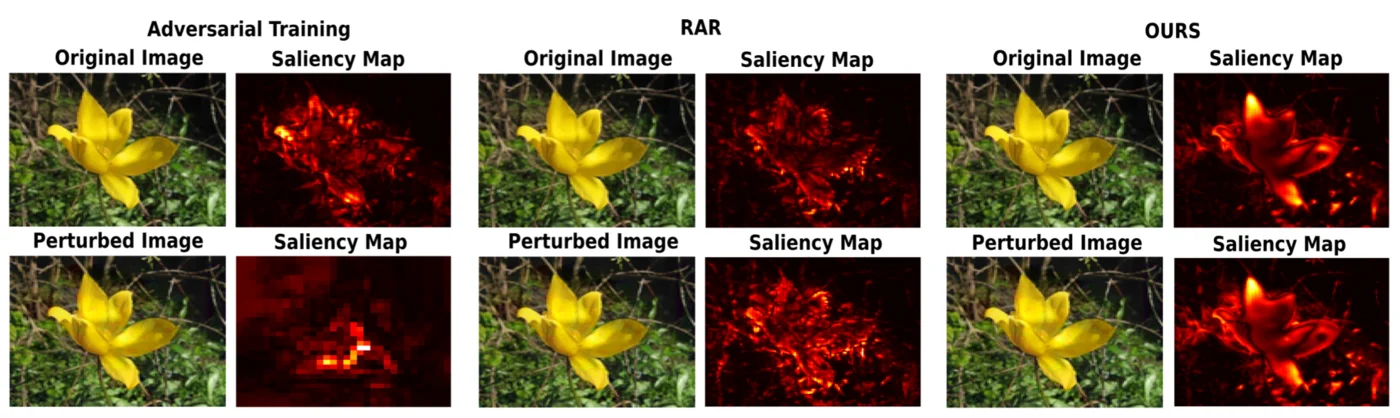 Adversarial Training
RAR
OURS
Original Image Saliency Map
Original Image Saliency Map
Original Image Saliency Map
Perturbed Image Saliency Map
Perturbed Image Saliency Map
Perturbed Image Saliency Map